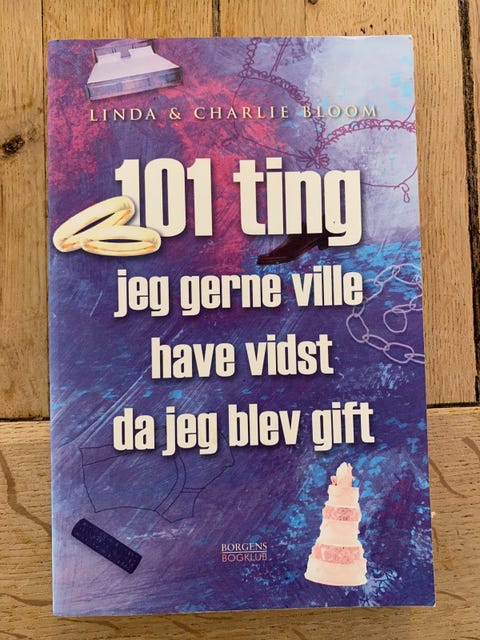 LINDA & CHARLIE BLOOM
101 ting
jeg gerne ville
have vidst
da jeg blev gift
BORGENS
BOGKLUB